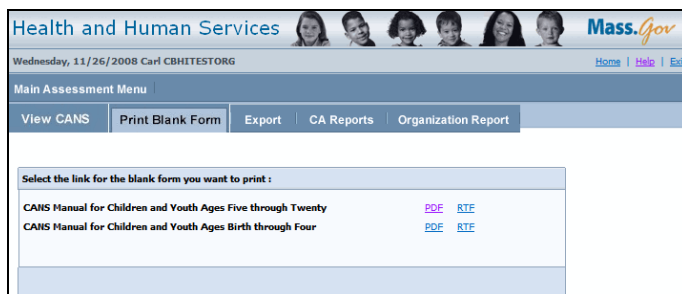 Health and Human Services Mass.Gov
Wednesday, 11/26/2008 Carl CBHITESTORG Home | Help | Exi
Main Assessment Menu
View CANS Print Blank Form Export CA Reports Organization Report
Select the link for the blank form you want to print :
CANS Manual for Children and Youth Ages Five through Twenty PDF RTF
CANS Manual for Children and Youth Ages Birth through Four PDF RTF